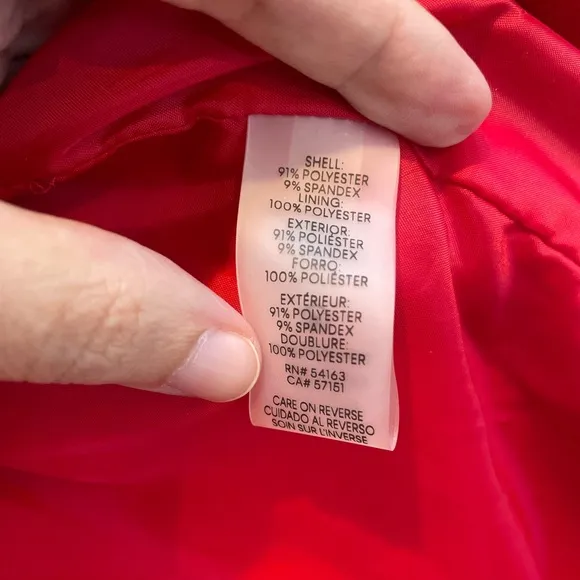 SHELL:
91% POLYESTER
9% SPANDEX
LINING:
100% POLYESTER
EXTERIOR:
91% POLIÉSTER
9% SPANDEX
FORRO:
100% POLIÉSTER
EXTÉRIEUR:
91% POLYESTER
9% SPANDEX
DOUBLURE:
100% POLYESTER
RN# 54163
CA# 57151
CARE ON REVERSE
CUIDADO AL REVERSO
SOIN SUR L'INVERSE